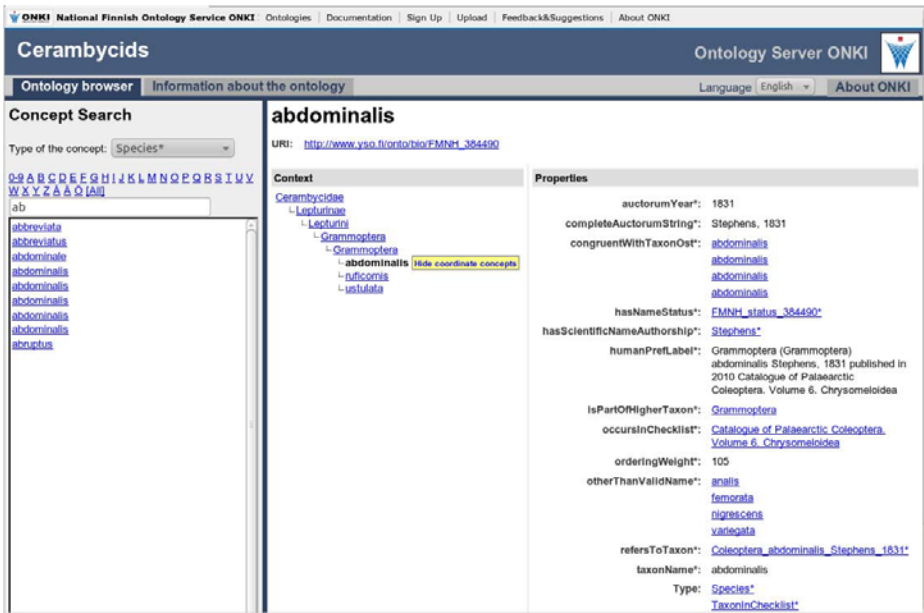 ONKI National Finnish Ontology Service ONKI Ontologies Documentation Sign Up Upload Feedback&Suggestions About ONKI
Cerambycids
Ontology Server ONKI
Ontology browser Information about the ontology
Language English About ONKI
Concept Search
Type of the concept: Species*
0-9 A B C D E F G H I J K L M N O P Q R S T U V
W X Y Z Å Ä Ö [All]
ab
abbreviata
abbreviatus
abdominale
abdominalis
abdominalis
abdominalis
abdominalis
abdominalis
abruptus
abdominalis
URI: http://www.yso.fi/onto/bio/FMNH_384490
Context
Cerambycidae
Lepturinae
Lepturini
Grammoptera
Grammoptera
abdominalis Hide coordinate concepts
ruficornis
ustulata
Properties
auctorumYear*: 1831
completeAuctorumString*: Stephens, 1831
congruentWithTaxonOst*: abdominalis
abdominalis
abdominalis
abdominalis
hasNameStatus*: FMNH_status_384490*
hasScientificNameAuthorship*: Stephens*
humanPrefLabel*: Grammoptera (Grammoptera)
abdominalis Stephens, 1831 published in
2010 Catalogue of Palaearctic
Coleoptera. Volume 6. Chrysomeloidea
isPartOfHigherTaxon*: Grammoptera
occursInChecklist*: Catalogue of Palaearctic Coleoptera.
Volume 6. Chrysomeloidea
orderingWeight*: 105
otherThanValidName*: analis
femorata
nigrescens
variegata
refersToTaxon*: Coleoptera_abdominalis_Stephens_1831*
taxonName*: abdominalis
Type: Species*
TaxonInChecklist*